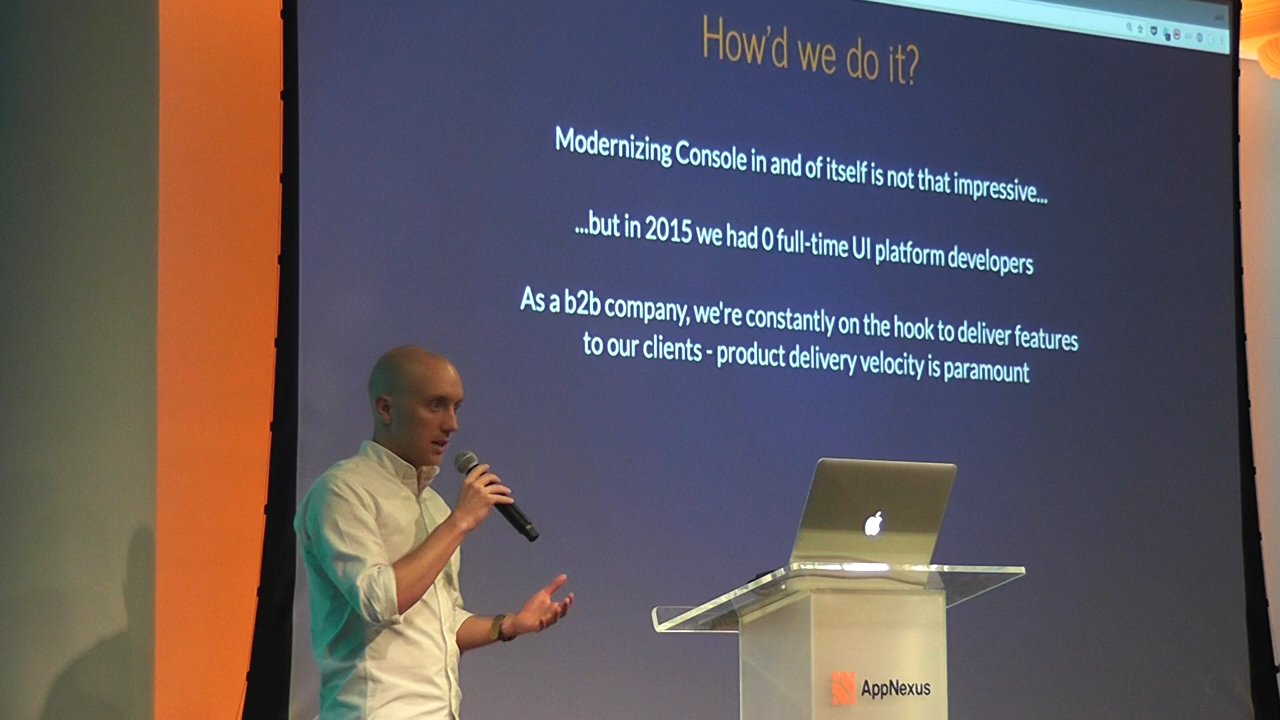 How'd we do it?
Modernizing Console in and of itself is not that impressive...
...but in 2015 we had 0 full-time UI platform developers
As a b2b company, we're constantly on the hook to deliver features
to our clients - product delivery velocity is paramount
AppNexus